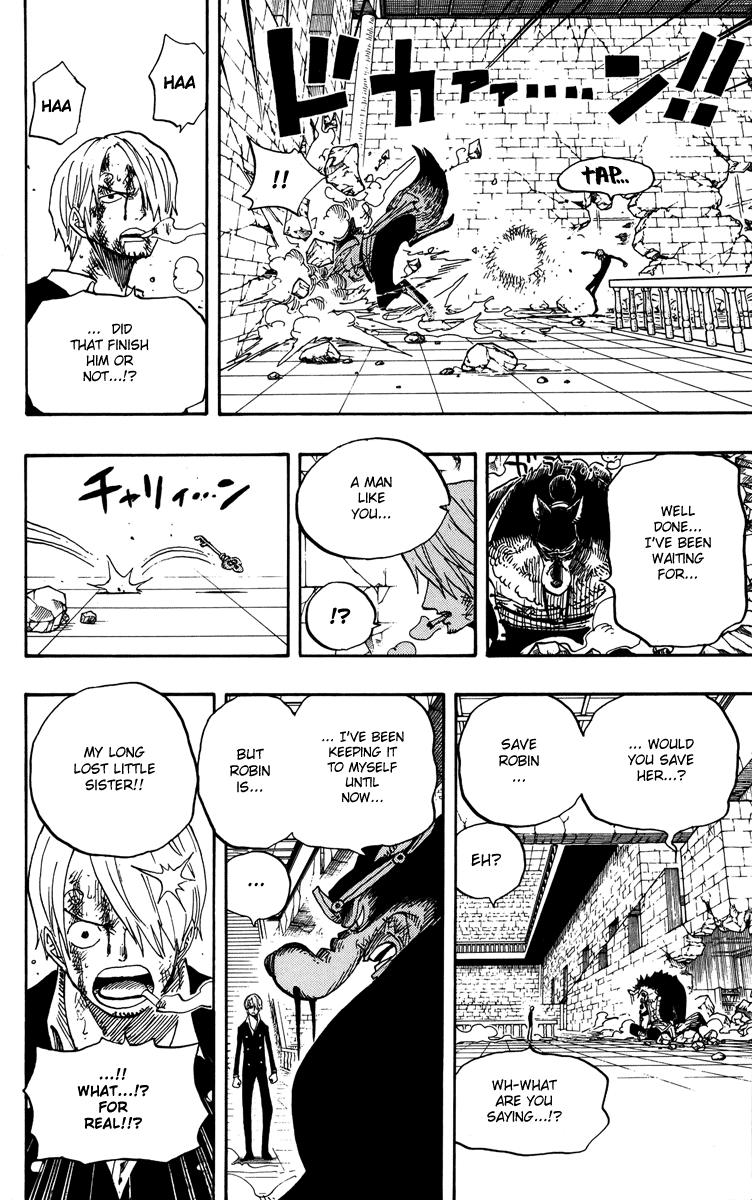 ドカァァ....ン!!
!!
TAP...
HAA
HAA
... DID
THAT FINISH
HIM OR
NOT...!?
WELL
DONE...
I'VE BEEN
WAITING
FOR...
A MAN
LIKE
YOU...
!?
チャリィ...ン
... WOULD
YOU SAVE
HER...?
SAVE
ROBIN
...
EH?
WH-WHAT
ARE YOU
SAYING...!?
... I'VE BEEN
KEEPING IT
TO MYSELF
UNTIL
NOW...
BUT
ROBIN
IS...
...
MY LONG
LOST LITTLE
SISTER!!
...!!
WHAT...!?
FOR
REAL!!?